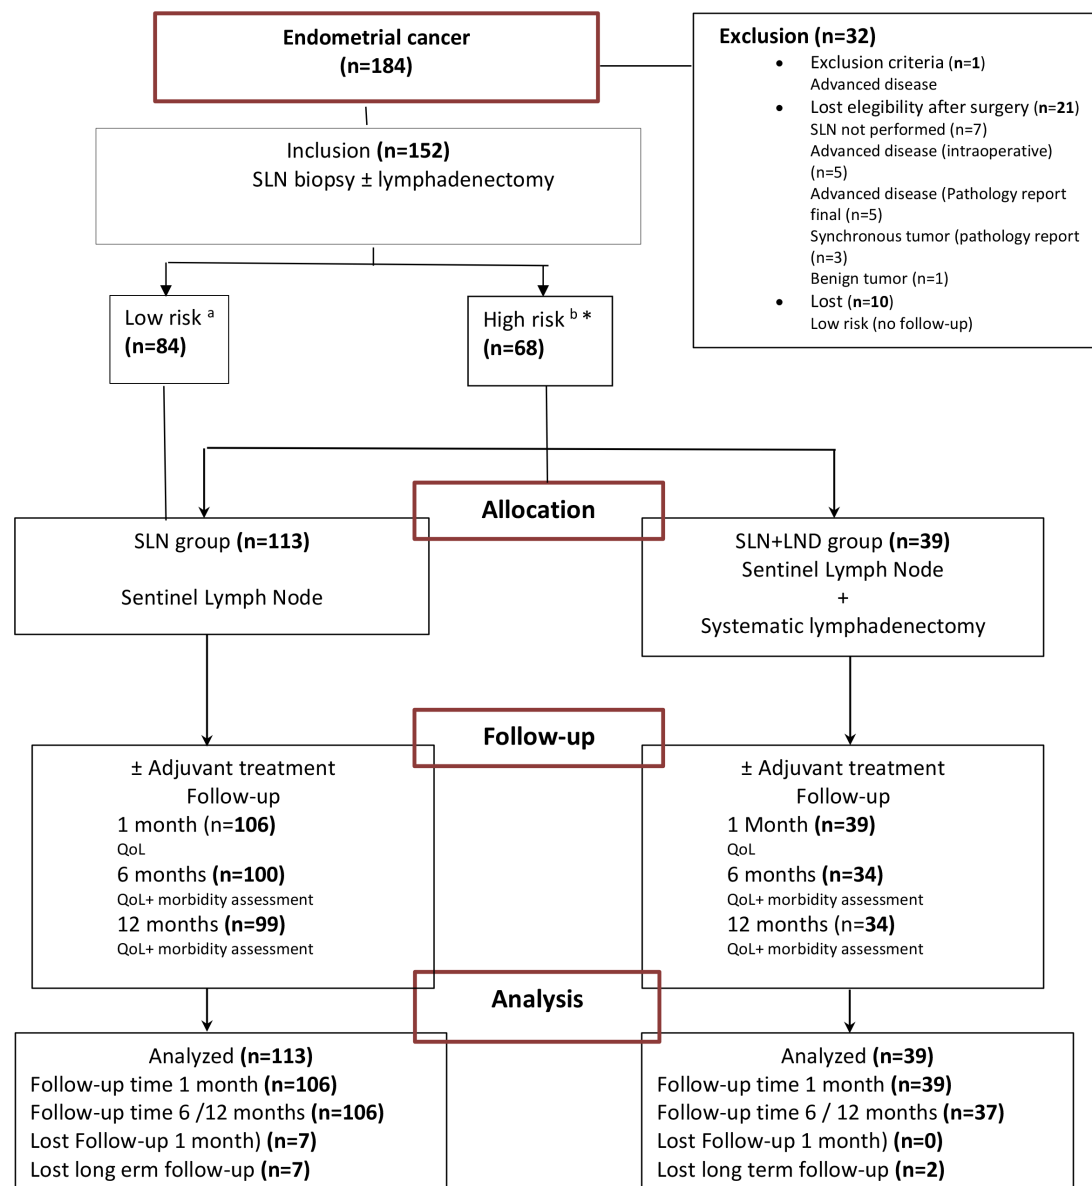 Endometrial cancer
(n=184)
Exclusion (n=32)
• Exclusion criteria (n=1)
Advanced disease
• Lost elegibility after surgery (n=21)
SLN not performed (n=7)
Advanced disease (intraoperative)
(n=5)
Advanced disease (Pathology report
final (n=5)
Synchronous tumor (pathology report
(n=3)
Benign tumor (n=1)
• Lost (n=10)
Low risk (no follow-up)
Inclusion (n=152)
SLN biopsy ± lymphadenectomy
Low risk a
(n=84)
High risk b *
(n=68)
Allocation
SLN group (n=113)
Sentinel Lymph Node
SLN+LND group (n=39)
Sentinel Lymph Node
+
Systematic lymphadenectomy
Follow-up
± Adjuvant treatment
Follow-up
1 month (n=106)
QoL
6 months (n=100)
QoL+ morbidity assessment
12 months (n=99)
QoL+ morbidity assessment
± Adjuvant treatment
Follow-up
1 Month (n=39)
QoL
6 months (n=34)
QoL+ morbidity assessment
12 months (n=34)
QoL+ morbidity assessment
Analysis
Analyzed (n=113)
Follow-up time 1 month (n=106)
Follow-up time 6 /12 months (n=106)
Lost Follow-up 1 month) (n=7)
Lost long erm follow-up (n=7)
Analyzed (n=39)
Follow-up time 1 month (n=39)
Follow-up time 6 / 12 months (n=37)
Lost Follow-up 1 month) (n=0)
Lost long term follow-up (n=2)